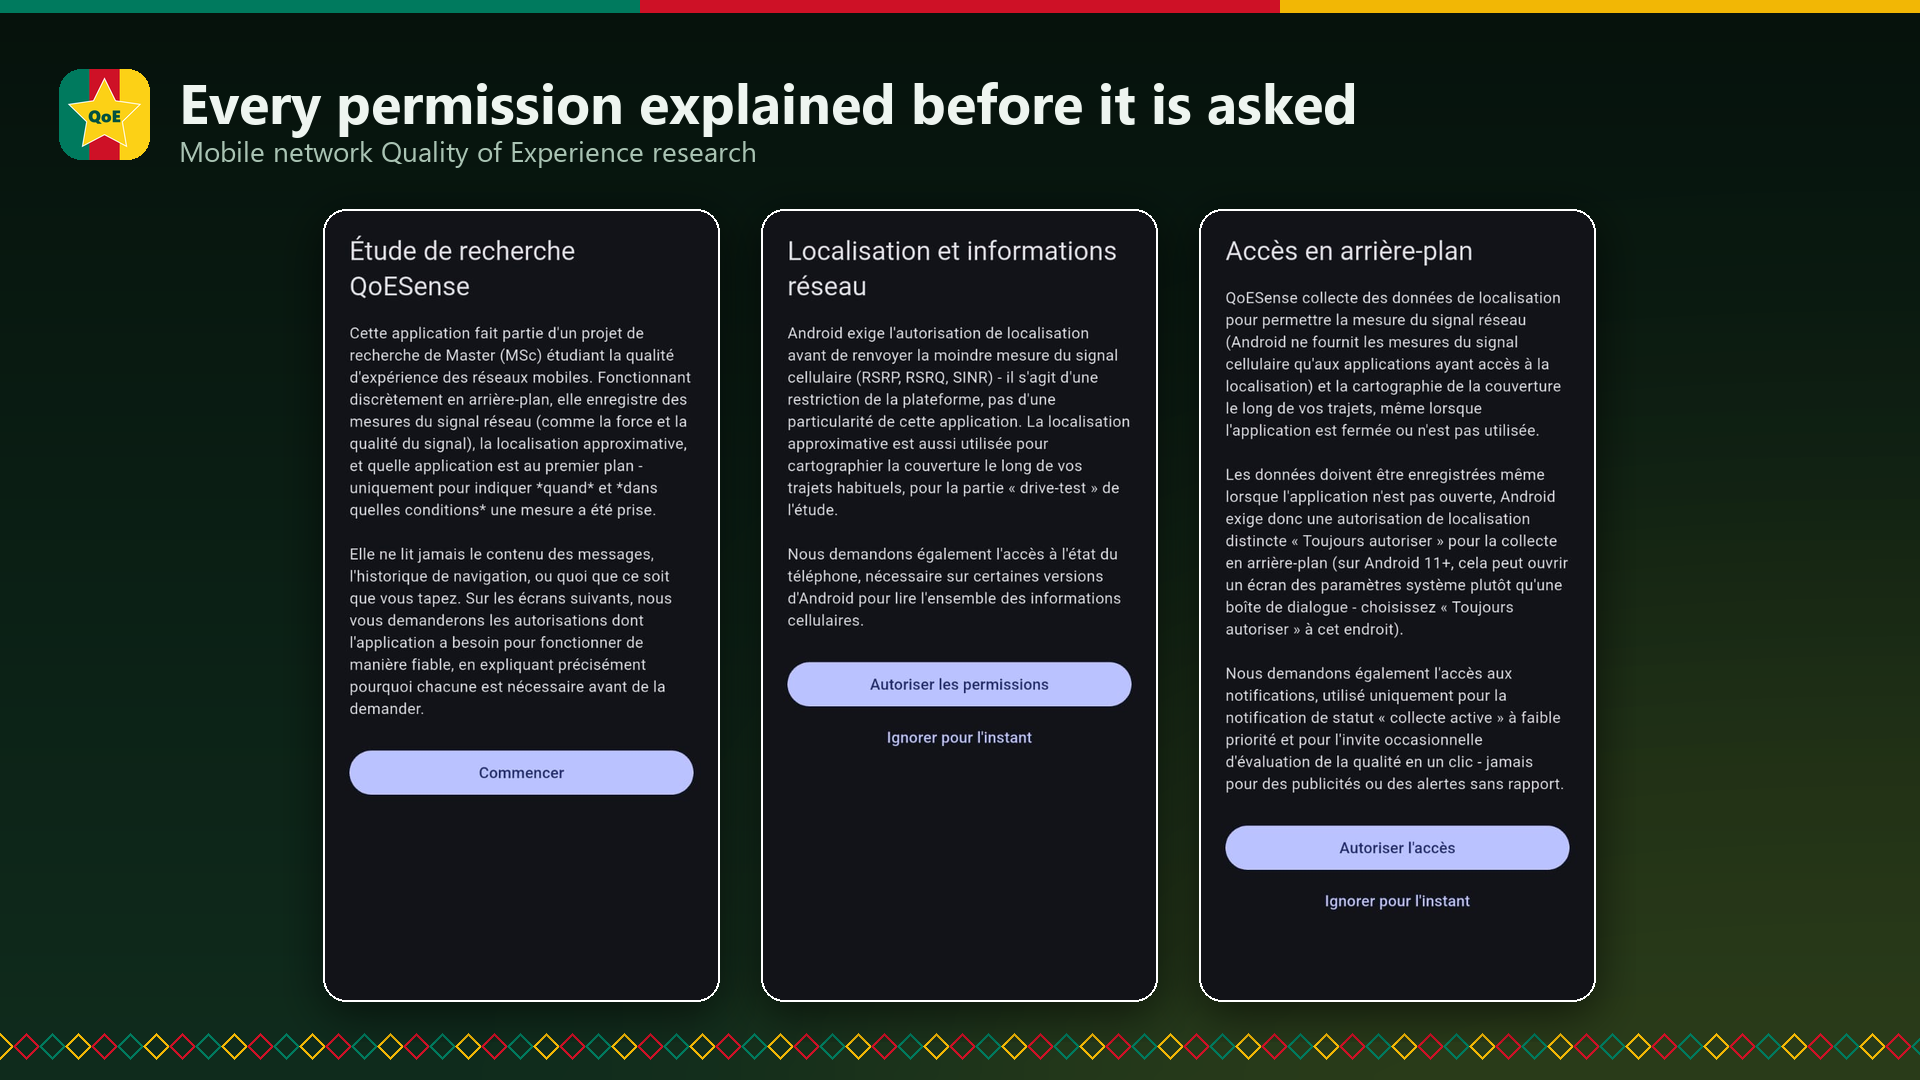 QoE
Every permission explained before it is asked
Mobile network Quality of Experience research
Étude de recherche
QoESense
Cette application fait partie d'un projet de
recherche de Master (MSc) étudiant la qualité
d'expérience des réseaux mobiles. Fonctionnant
discrètement en arrière-plan, elle enregistre des
mesures du signal réseau (comme la force et la
qualité du signal), la localisation approximative,
et quelle application est au premier plan -
uniquement pour indiquer *quand* et *dans
quelles conditions* une mesure a été prise.
Elle ne lit jamais le contenu des messages,
l'historique de navigation, ou quoi que ce soit
que vous tapez. Sur les écrans suivants, nous
vous demanderons les autorisations dont
l'application a besoin pour fonctionner de
manière fiable, en expliquant précisément
pourquoi chacune est nécessaire avant de la
demander.
Commencer
Localisation et informations
réseau
Android exige l'autorisation de localisation
avant de renvoyer la moindre mesure du signal
cellulaire (RSRP, RSRQ, SINR) - il s'agit d'une
restriction de la plateforme, pas d'une
particularité de cette application. La localisation
approximative est aussi utilisée pour
cartographier la couverture le long de vos
trajets habituels, pour la partie « drive-test » de
l'étude.
Nous demandons également l'accès à l'état du
téléphone, nécessaire sur certaines versions
d'Android pour lire l'ensemble des informations
cellulaires.
Autoriser les permissions
Ignorer pour l'instant
Accès en arrière-plan
QoESense collecte des données de localisation
pour permettre la mesure du signal réseau
(Android ne fournit les mesures du signal
cellulaire qu'aux applications ayant accès à la
localisation) et la cartographie de la couverture
le long de vos trajets, même lorsque
l'application est fermée ou n'est pas utilisée.
Les données doivent être enregistrées même
lorsque l'application n'est pas ouverte, Android
exige donc une autorisation de localisation
distincte « Toujours autoriser » pour la collecte
en arrière-plan (sur Android 11+, cela peut ouvrir
un écran des paramètres système plutôt qu'une
boîte de dialogue - choisissez « Toujours
autoriser » à cet endroit).
Nous demandons également l'accès aux
notifications, utilisé uniquement pour la
notification de statut « collecte active » à faible
priorité et pour l'invite occasionnelle
d'évaluation de la qualité en un clic - jamais
pour des publicités ou des alertes sans rapport.
Autoriser l'accès
Ignorer pour l'instant